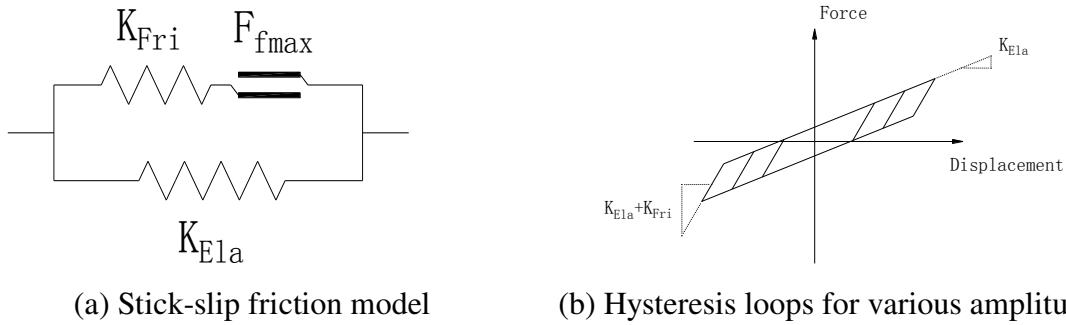 K_Fri F_fmax
K_Ela
(a) Stick-slip friction model
Force
K_Ela
Displacement
K_Ela+K_Fri
(b) Hysteresis loops for various amplitu